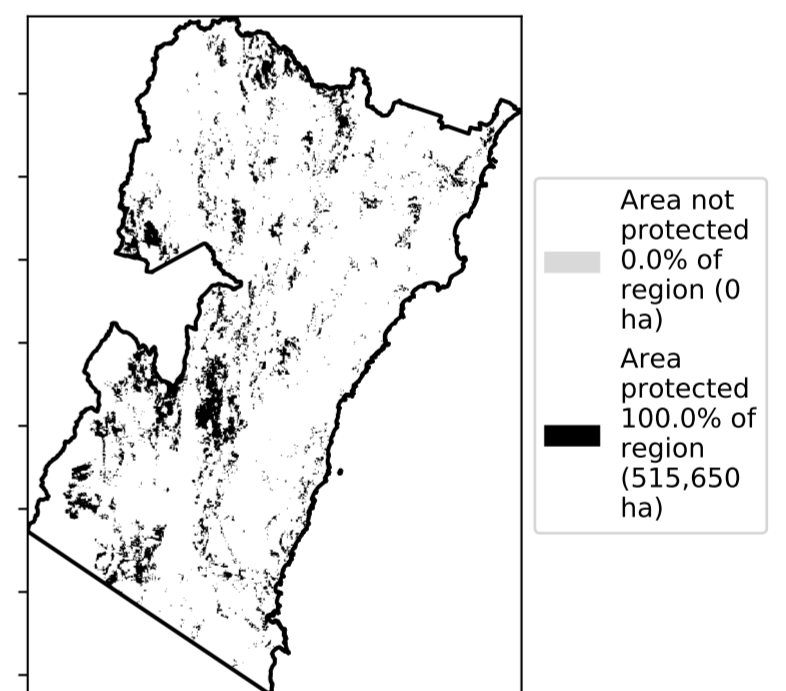 Area not
protected
0.0% of
region (0
ha)
Area
protected
100.0% of
region
(515,650
ha)